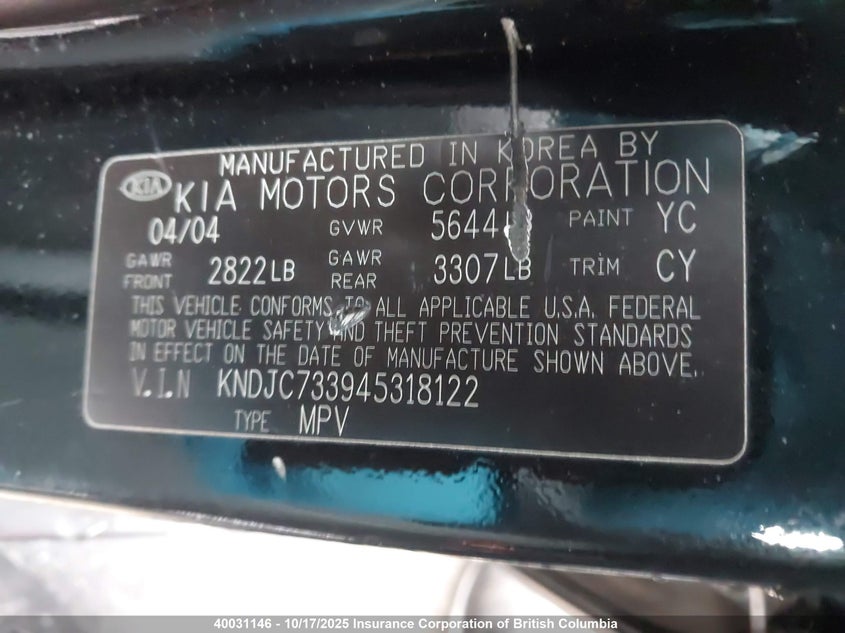 MANUFACTURED IN KOREA BY
KIA KIA MOTORS CORPORATION
04/04 GVWR 5644LB PAINT YC
GAWR FRONT 2822LB GAWR REAR 3307LB TRIM CY
THIS VEHICLE CONFORMS TO ALL APPLICABLE U.S.A. FEDERAL
MOTOR VEHICLE SAFETY AND THEFT PREVENTION STANDARDS
IN EFFECT ON THE DATE OF MANUFACTURE SHOWN ABOVE.
V.I.N KNDJC733945318122
TYPE MPV
40031146 - 10/17/2025 Insurance Corporation of British Columbia